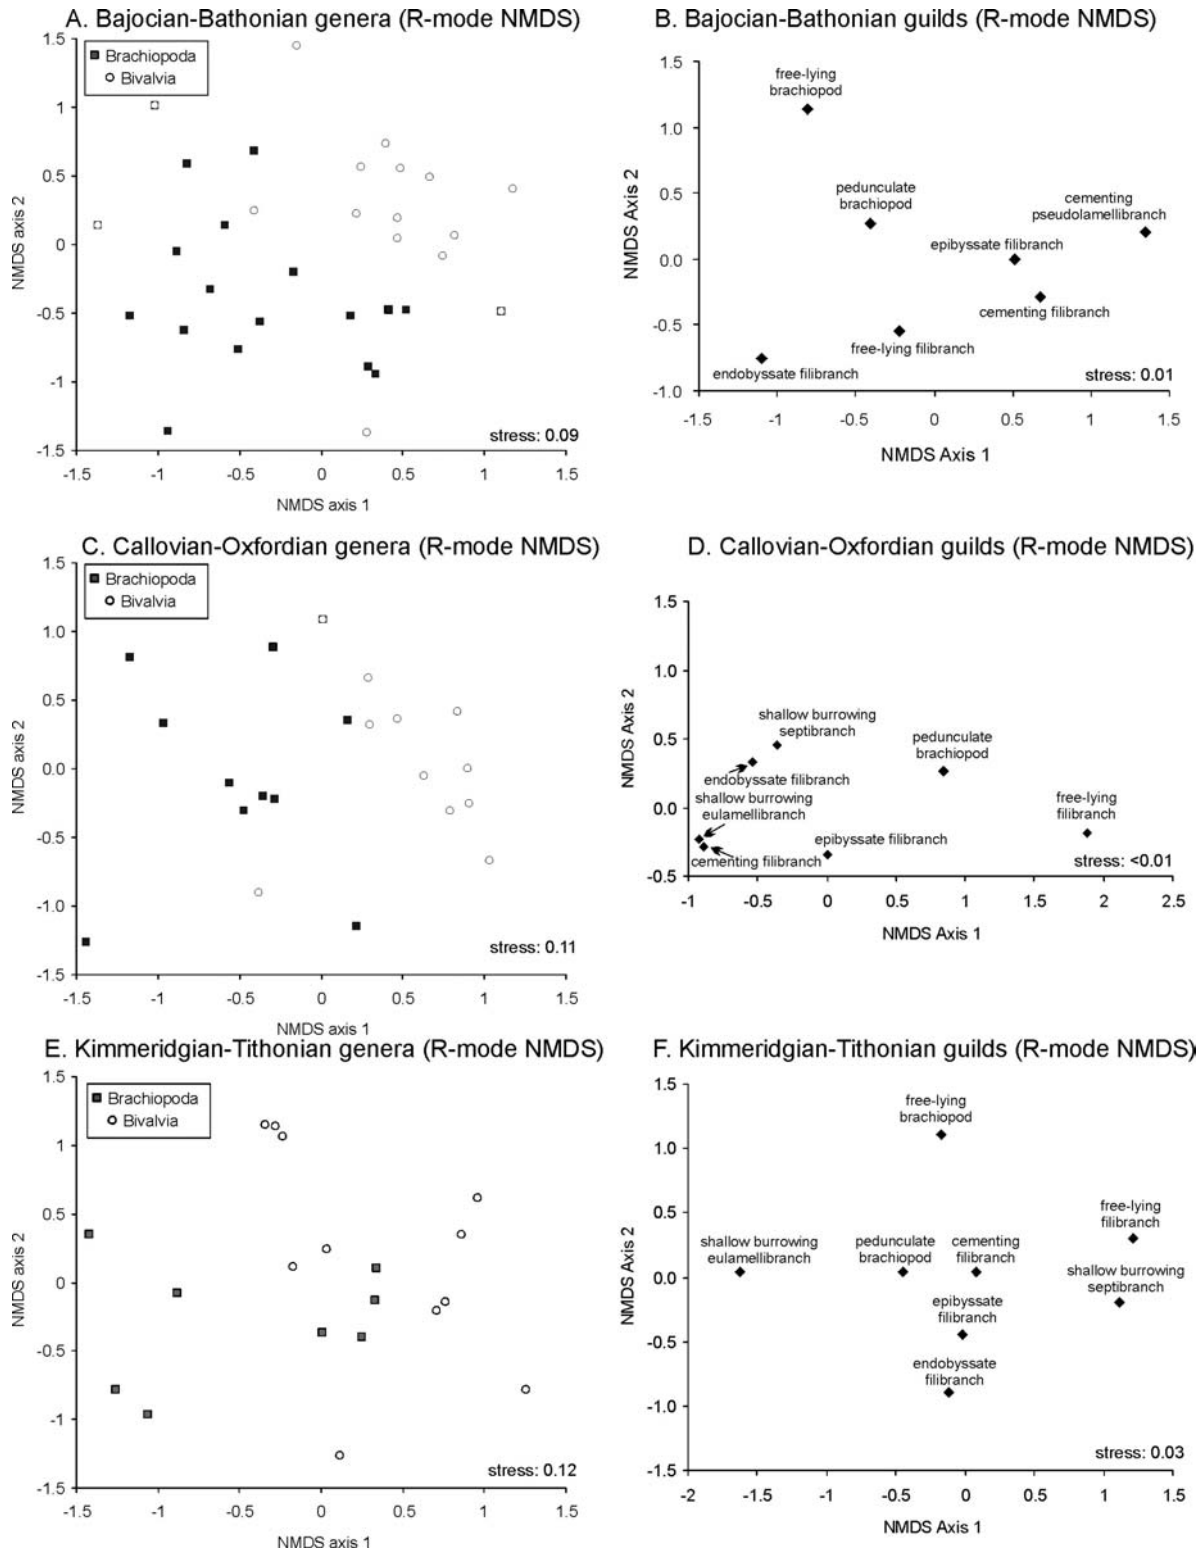 A. Bajocian-Bathonian genera (R-mode NMDS)
1.5
1
0.5
0
-0.5
-1
-1.5
NMDS axis 2
Brachiopoda
Bivalvia
stress: 0.09
-1.5 -1 -0.5 0 0.5 1 1.5
NMDS axis 1
B. Bajocian-Bathonian guilds (R-mode NMDS)
1.5
1.0
0.5
0.0
-0.5
-1.0
NMDS Axis 2
free-lying
brachiopod
pedunculate
brachiopod
cementing
pseudolamellibranch
epibyssate filibranch
cementing filibranch
free-lying filibranch
endobyssate filibranch
stress: 0.01
-1.5 -1 -0.5 0 0.5 1 1.5
NMDS Axis 1
C. Callovian-Oxfordian genera (R-mode NMDS)
1.5
1.0
0.5
0.0
-0.5
-1.0
-1.5
NMDS axis 2
Brachiopoda
Bivalvia
stress: 0.11
-1.5 -1 -0.5 0 0.5 1 1.5
NMDS axis 1
D. Callovian-Oxfordian guilds (R-mode NMDS)
1.5
1.0
0.5
0.0
-0.5
NMDS Axis 2
shallow burrowing
septibranch
pedunculate
brachiopod
endobyssate filibranch
shallow burrowing
eulamellibranch
free-lying
filibranch
epibyssate filibranch
cementing filibranch
stress: <0.01
-1 -0.5 0 0.5 1 1.5 2 2.5
NMDS Axis 1
E. Kimmeridgian-Tithonian genera (R-mode NMDS)
1.5
1
0.5
0
-0.5
-1
-1.5
NMDS axis 2
Brachiopoda
Bivalvia
stress: 0.12
-1.5 -1 -0.5 0 0.5 1 1.5
NMDS axis 1
F. Kimmeridgian-Tithonian guilds (R-mode NMDS)
1.5
1.0
0.5
0.0
-0.5
-1.0
-1.5
NMDS Axis 2
free-lying
brachiopod
free-lying
filibranch
shallow burrowing
eulamellibranch
pedunculate
brachiopod
cementing
filibranch
shallow burrowing
septibranch
epibyssate
filibranch
endobyssate
filibranch
stress: 0.03
-2 -1.5 -1 -0.5 0 0.5 1 1.5
NMDS Axis 1